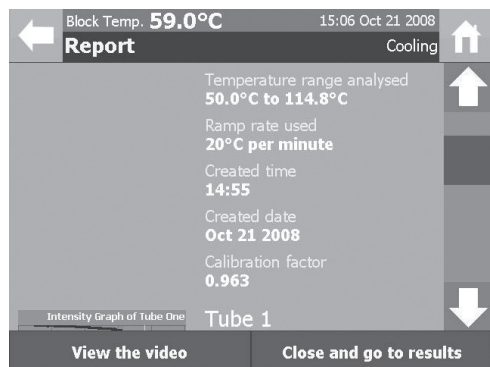 Block Temp. 59.0°C
15:06 Oct 21 2008
Report
Cooling
Temperature range analysed
50.0°C to 114.8°C
Ramp rate used
20°C per minute
Created time
14:55
Created date
Oct 21 2008
Calibration factor
0.963
Intensity Graph of Tube One
Tube 1
View the video
Close and go to results